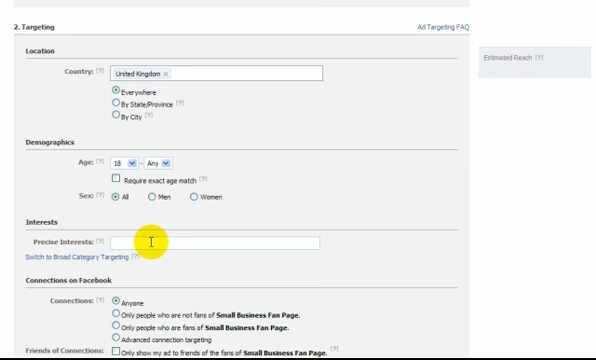 2. Targeting
Ad Targeting FAQ
Location
Estimated Reach [?]
Country: [?] United Kingdom ×
Everywhere
By State/Province [?]
By City [?]
Demographics
Age: [?] 18 - Any
Require exact age match [?]
Sex: [?] All Men Women
Interests
Precise Interests: [?]
Switch to Broad Category Targeting [?]
Connections on Facebook
Connections: [?] Anyone
Only people who are not fans of Small Business Fan Page.
Only people who are fans of Small Business Fan Page.
Advanced connection targeting
Friends of Connections: Only show my ad to friends of the fans of Small Business Fan Page. [?]